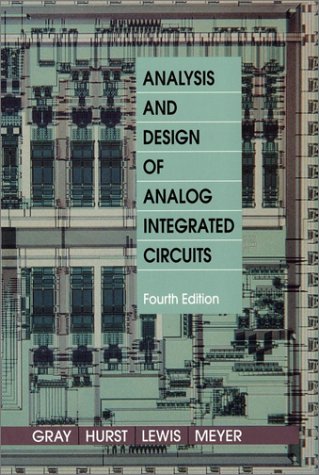 ANALYSIS
AND
DESIGN
OF
ANALOG
INTEGRATED
CIRCUITS
Fourth Edition
GRAY HURST LEWIS MEYER